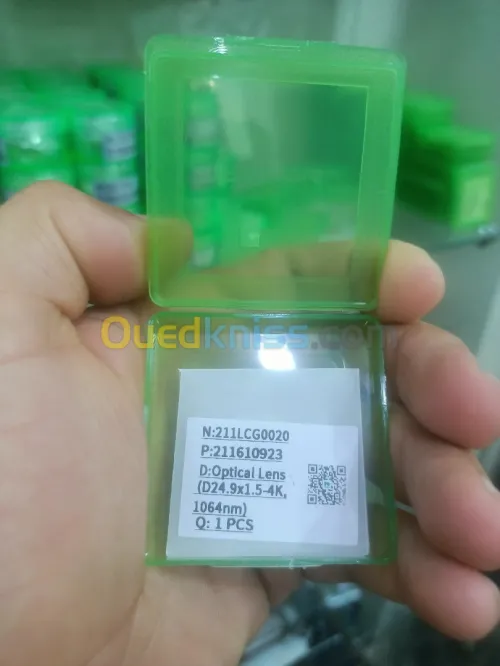 Ouedkniss.com
N:211LCG0020
P:211610923
D:Optical Lens
(D24.9x1.5-4K,
1064nm)
Q: 1 PCS